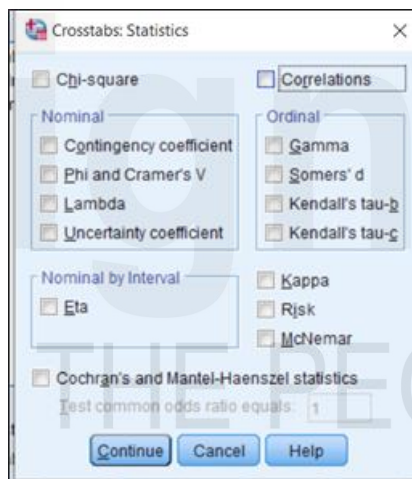 Crosstabs: Statistics
Chi-square
Correlations
Nominal
Contingency coefficient
Phi and Cramer's V
Lambda
Uncertainty coefficient
Ordinal
Gamma
Somers' d
Kendall's tau-b
Kendall's tau-c
Nominal by Interval
Eta
Kappa
Risk
McNemar
Cochran's and Mantel-Haenszel statistics
Test common odds ratio equals: 1
Continue Cancel Help
THE PEO